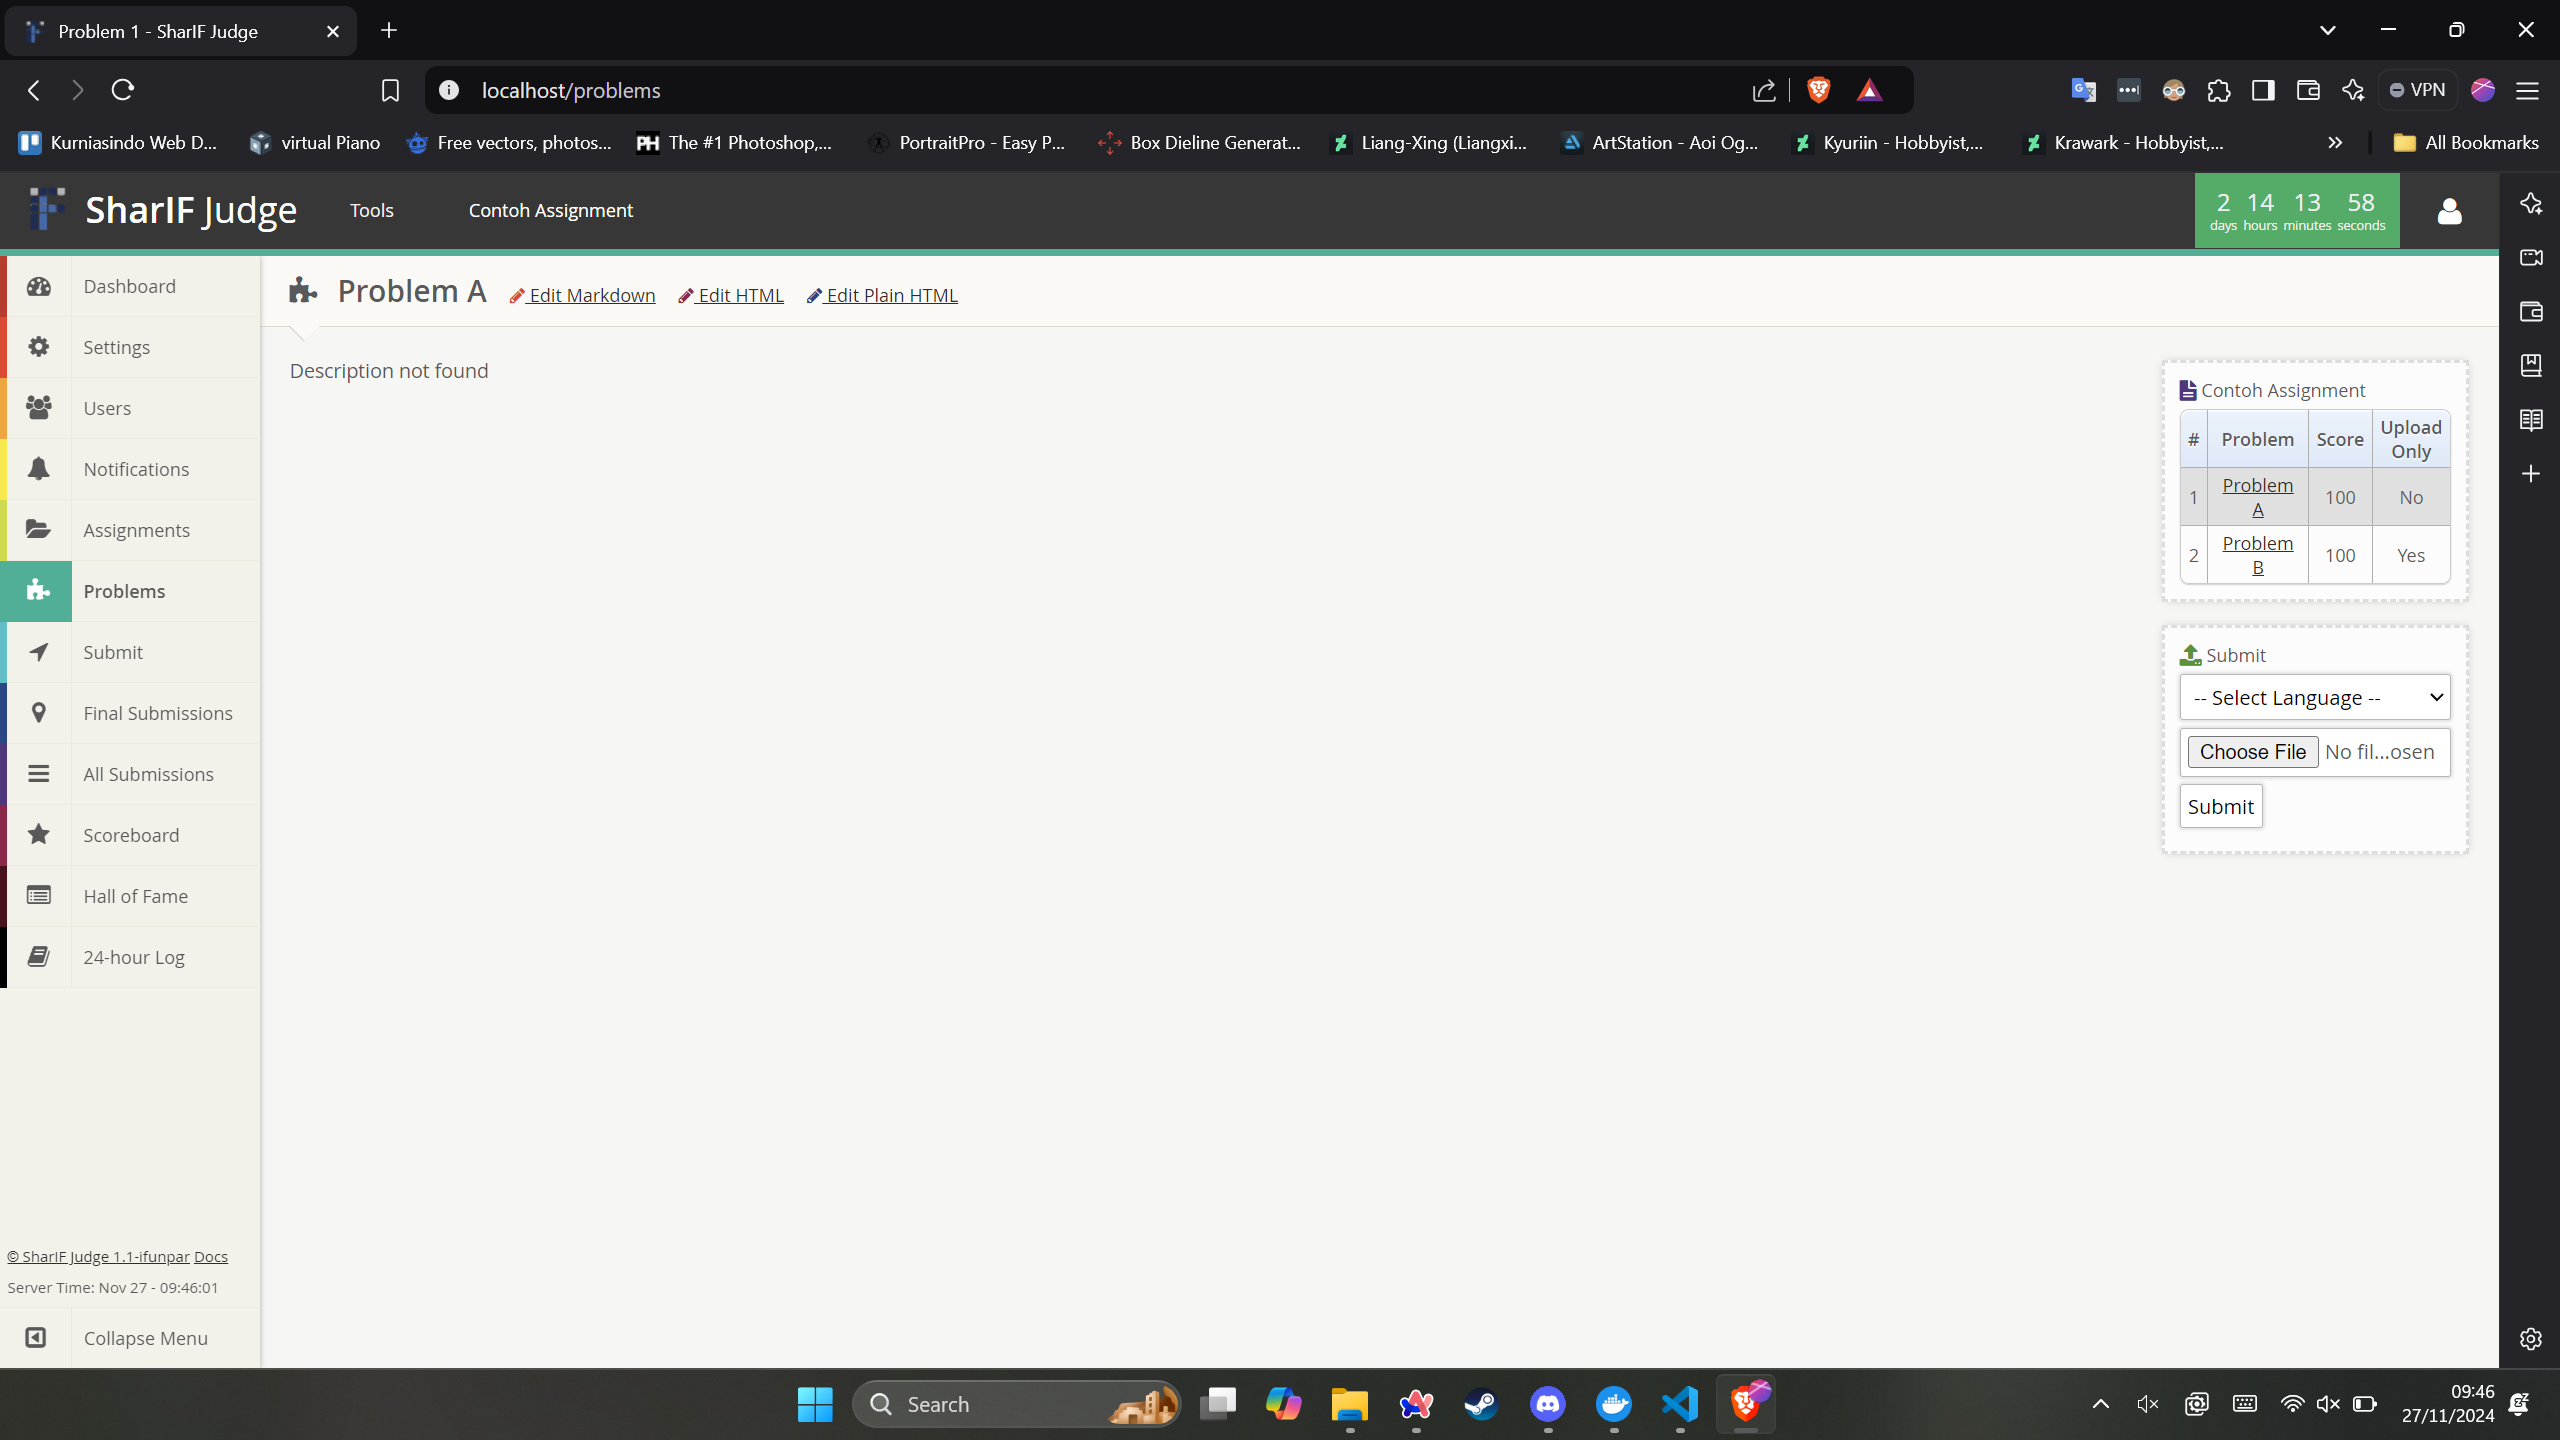 Problem 1 - SharIF Judge
localhost/problems
VPN
Kurniasindo Web D...
virtual Piano
Free vectors, photos...
PH The #1 Photoshop,...
PortraitPro - Easy P...
Box Dieline Generat...
Liang-Xing (Liangxi...
ArtStation - Aoi Og...
Kyuriin - Hobbyist,...
Krawark - Hobbyist,...
All Bookmarks
SharIF Judge
Tools
Contoh Assignment
2 14 13 58
days hours minutes seconds
Dashboard
Settings
Users
Notifications
Assignments
Problems
Submit
Final Submissions
All Submissions
Scoreboard
Hall of Fame
24-hour Log
© SharIF Judge 1.1-ifunpar Docs
Server Time: Nov 27 - 09:46:01
Collapse Menu
Problem A
Edit Markdown
Edit HTML
Edit Plain HTML
Description not found
Contoh Assignment
# Problem Score Upload Only
1 Problem A 100 No
2 Problem B 100 Yes
Submit
-- Select Language --
Choose File No fil...osen
Submit
Search
09:46
27/11/2024